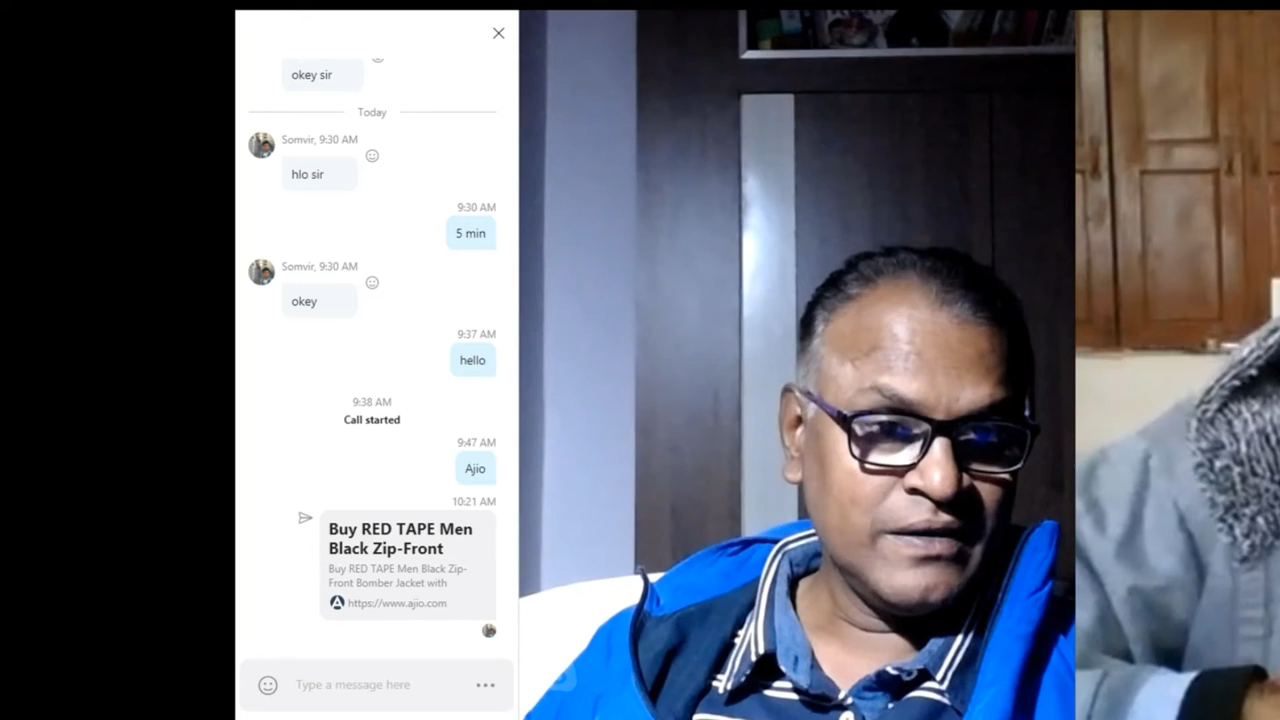 okey sir
Today
Somvir, 9:30 AM
hlo sir
9:30 AM
5 min
Somvir, 9:30 AM
okey
9:37 AM
hello
9:38 AM
Call started
9:47 AM
Ajio
10:21 AM
Buy RED TAPE Men
Black Zip-Front
Buy RED TAPE Men Black Zip-
Front Bomber Jacket with
https://www.ajio.com
Type a message here